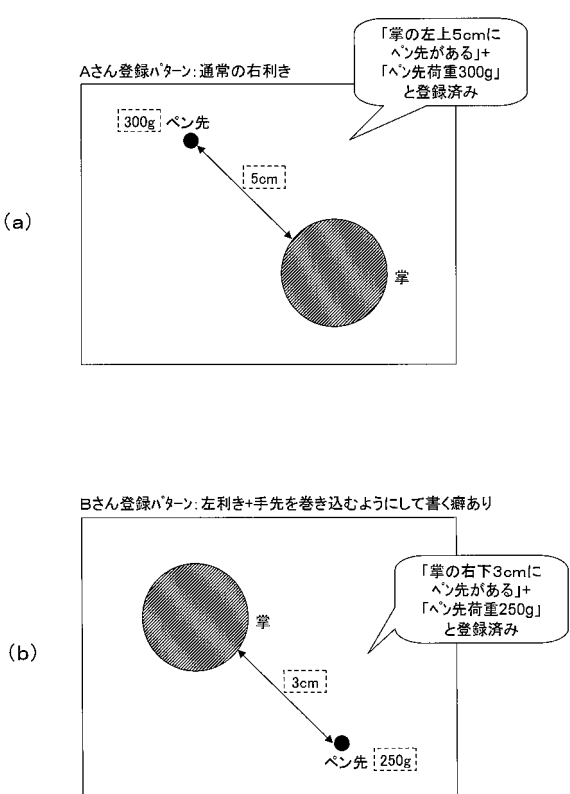 「掌の左上5cmに
ペン先がある」+
「ペン先荷重300g」
と登録済み
Aさん登録パターン:通常の右利き
300g ペン先
5cm
(a)
掌
Bさん登録パターン:左利き+手先を巻き込むようにして書く癖あり
「掌の右下3cmに
ペン先がある」+
「ペン先荷重250g」
と登録済み
掌
(b)
3cm
ペン先 250g